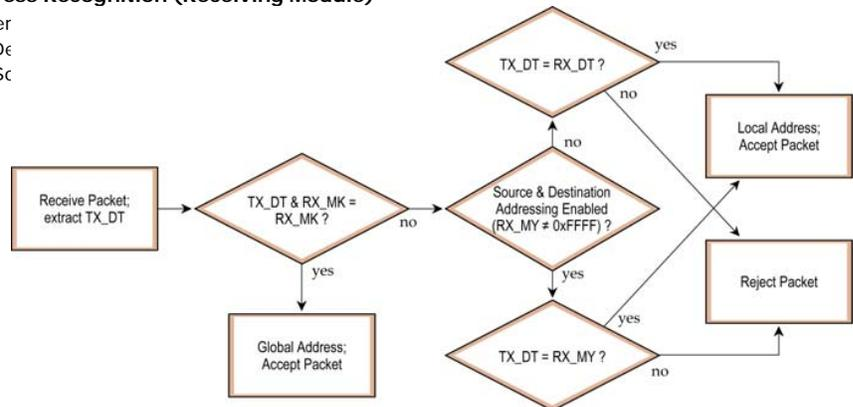 Recognition (Receiving Module)
TX_DT = RX_DT ?
yes
no
Local Address;
Accept Packet
Receive Packet;
extract TX_DT
TX_DT & RX_MK =
RX_MK ?
no
yes
Global Address;
Accept Packet
no
Source & Destination
Addressing Enabled
(RX_MY ≠ 0xFFFF) ?
yes
Reject Packet
TX_DT = RX_MY ?
yes
no